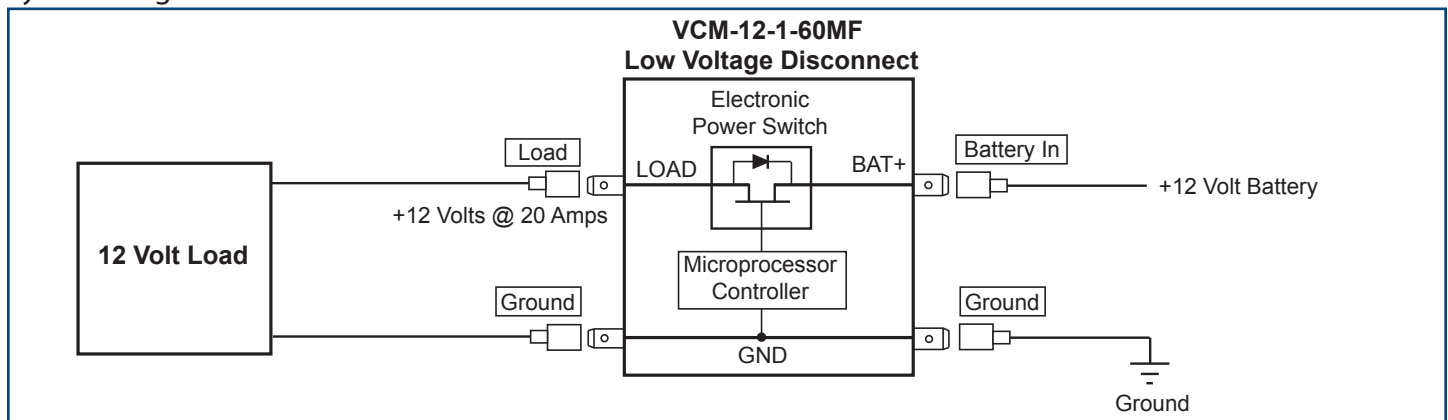 VCM-12-1-60MF
Low Voltage Disconnect
Electronic
Power Switch
Load
LOAD
BAT+
Battery In
+12 Volts @ 20 Amps
+12 Volt Battery
12 Volt Load
Microprocessor
Controller
Ground
Ground
GND
Ground